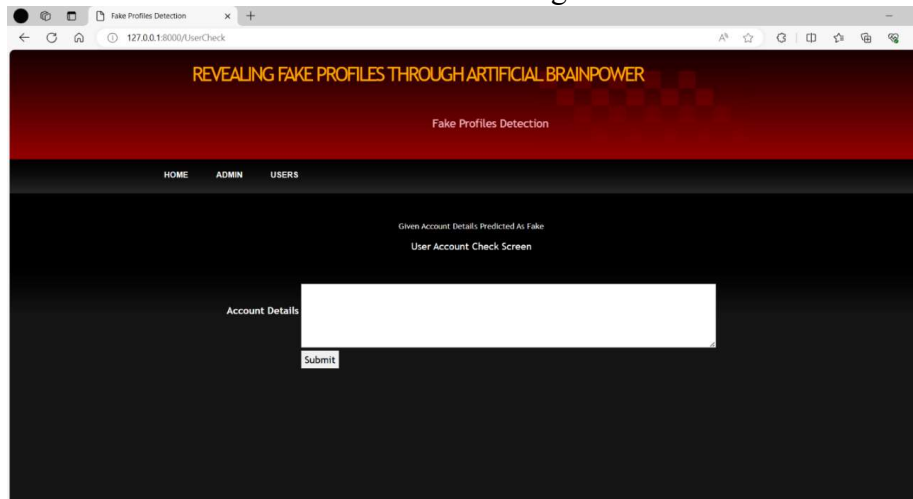 Fake Profiles Detection
127.0.0.1:8000/UserCheck
REVEALING FAKE PROFILES THROUGH ARTIFICIAL BRAINPOWER
Fake Profiles Detection
HOME ADMIN USERS
Given Account Details Predicted As Fake
User Account Check Screen
Account Details
Submit